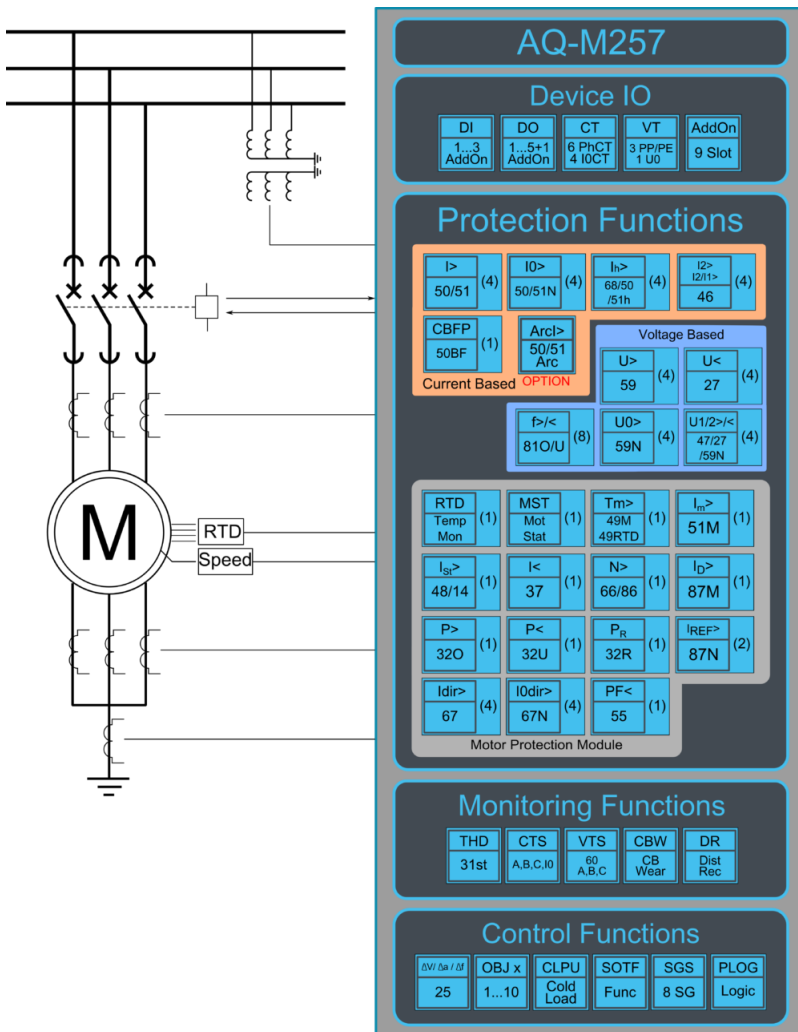 AQ-M257
Device IO
DI DO CT VT AddOn
1...3 AddOn
1...5+1 AddOn
6 PhCT 4 I0CT
3 PP/PE 1 U0
9 Slot
Protection Functions
I> 50/51 (4)
I0> 50/51N (4)
Ih> 68/50 /51h (4)
I2> I2/I1> 46 (4)
CBFP 50BF (1)
ArcI> 50/51 Arc
Current Based OPTION
Voltage Based
U> 59 (4)
U< 27 (4)
f>/< 81O/U (8)
U0> 59N (4)
U1/2>/< 47/27 /59N (4)
RTD Temp Mon (1)
MST Mot Stat (1)
Tm> 49M 49RTD (1)
Im> 51M (1)
ISt> 48/14 (1)
I< 37 (1)
N> 66/86 (1)
ID> 87M (1)
P> 32O (1)
P< 32U (1)
PR 32R (1)
IREF> 87N (2)
Idir> 67 (4)
I0dir> 67N (4)
PF< 55 (1)
Motor Protection Module
M
RTD
Speed
Monitoring Functions
THD 31st
CTS A,B,C,I0
VTS 60 A,B,C
CBW CB Wear
DR Dist Rec
Control Functions
ΔV/ Δa / Δf 25
OBJ x 1...10
CLPU Cold Load
SOTF Func
SGS 8 SG
PLOG Logic